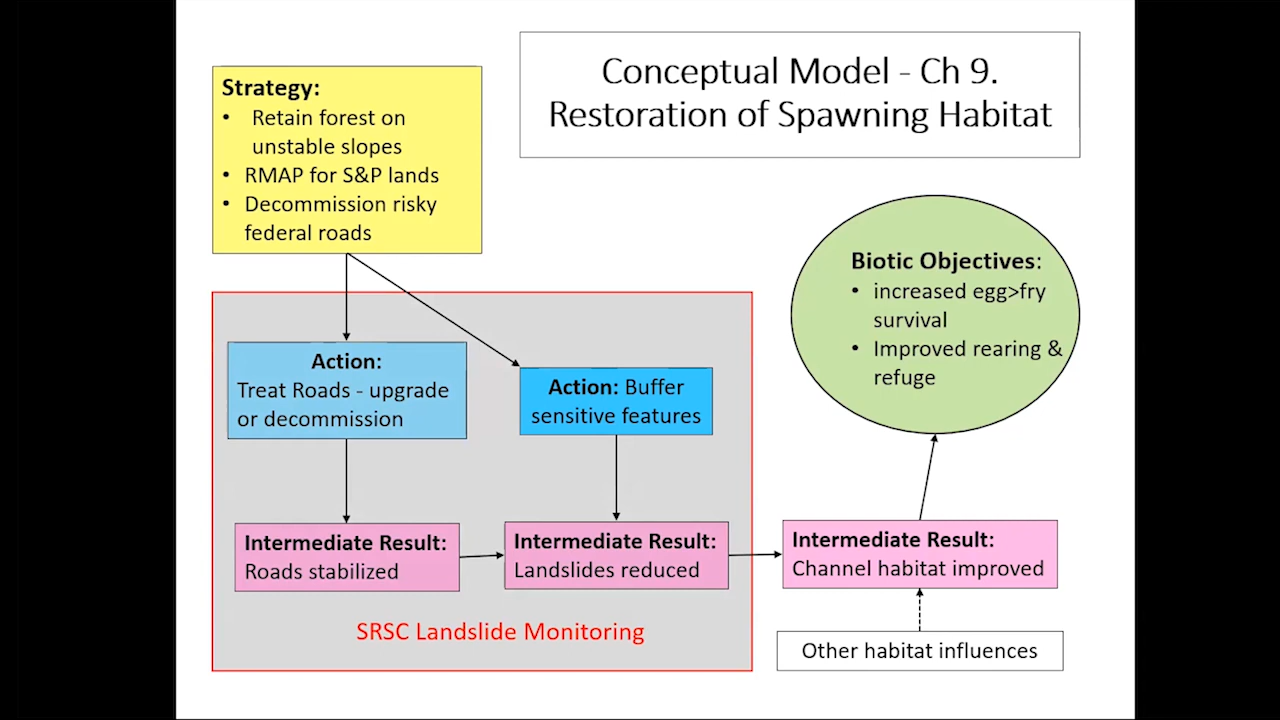 Conceptual Model - Ch 9.
Restoration of Spawning Habitat
Strategy:
• Retain forest on
unstable slopes
• RMAP for S&P lands
• Decommission risky
federal roads
Biotic Objectives:
• increased egg>fry
survival
• Improved rearing &
refuge
Action:
Treat Roads - upgrade
or decommission
Action: Buffer
sensitive features
Intermediate Result:
Roads stabilized
Intermediate Result:
Landslides reduced
Intermediate Result:
Channel habitat improved
SRSC Landslide Monitoring
Other habitat influences